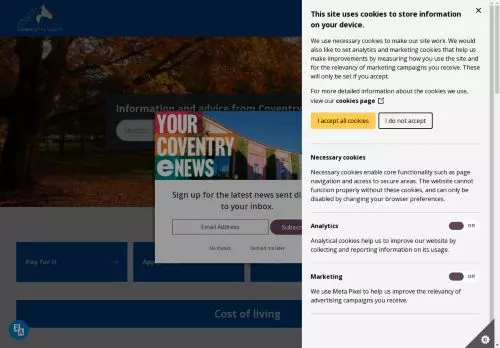 Coventry City Council
Information and advice from Coventry
Search
YOUR
COVENTRY
eNEWS
Sign up for the latest news sent di
to your inbox.
Email Address
Subscri
No thanks
Remind me later
Pay for it
App
Cost of living
This site uses cookies to store information
on your device.
We use necessary cookies to make our site work. We would
also like to set analytics and marketing cookies that help us
make improvements by measuring how you use the site and
for the relevancy of marketing campaigns you receive. These
will only be set if you accept.
For more detailed information about the cookies we use,
view our cookies page
I accept all cookies
I do not accept
Necessary cookies
Necessary cookies enable core functionality such as page
navigation and access to secure areas. The website cannot
function properly without these cookies, and can only be
disabled by changing your browser preferences.
Analytics
Off
Analytical cookies help us to improve our website by
collecting and reporting information on its usage.
Marketing
Off
We use Meta Pixel to help us improve the relevancy of
advertising campaigns you receive.